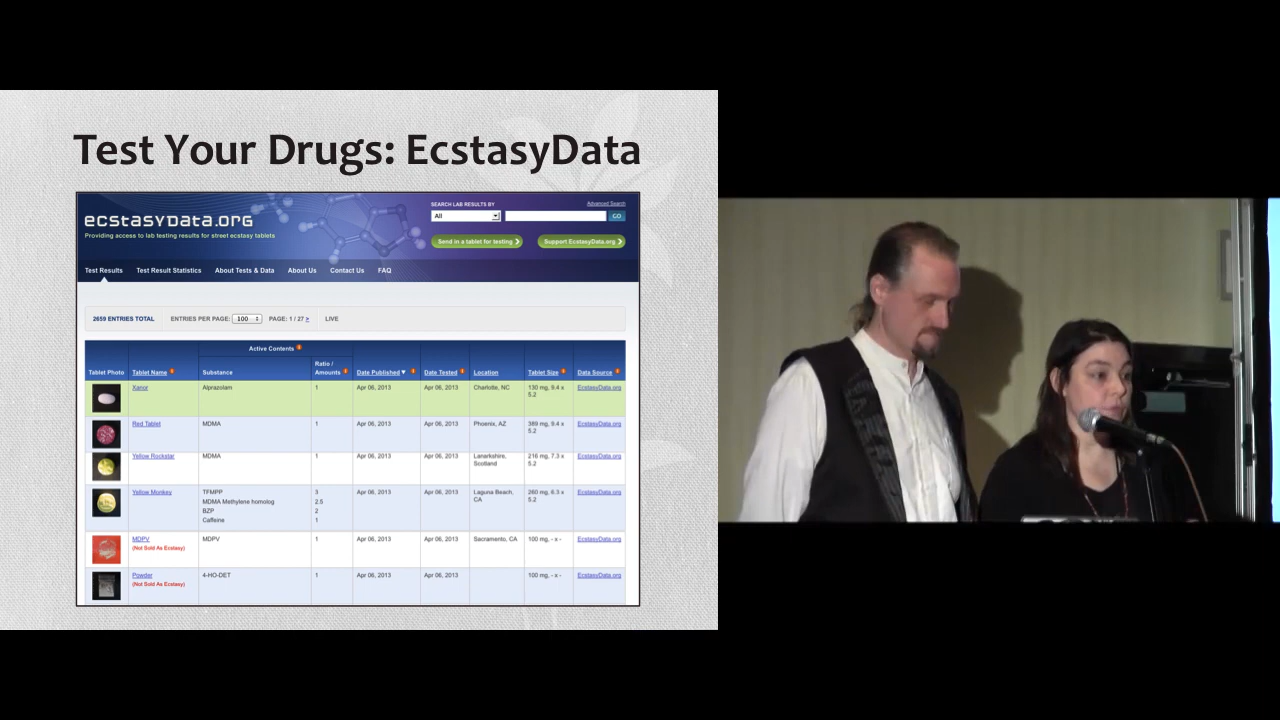 Test Your Drugs: EcstasyData
ecstasyDaTa.ORG
Providing access to lab testing results for street ecstasy tablets
SEARCH LAB RESULTS BY
Advanced Search
All
GO
Send in a tablet for testing
Support EcstasyData.org
Test Results Test Result Statistics About Tests & Data About Us Contact Us FAQ
2659 ENTRIES TOTAL ENTRIES PER PAGE: 100 PAGE: 1 / 27 > LIVE
Active Contents
Tablet Photo Tablet Name Substance Ratio / Amounts Date Published Date Tested Location Tablet Size Data Source
Xanor Alprazolam 1 Apr 06, 2013 Apr 06, 2013 Charlotte, NC 130 mg, 9.4 x 5.2 EcstasyData.org
Red Tablet MDMA 1 Apr 06, 2013 Apr 06, 2013 Phoenix, AZ 389 mg, 9.4 x 5.2 EcstasyData.org
Yellow Rockstar MDMA 1 Apr 06, 2013 Apr 06, 2013 Lanarkshire, Scotland 216 mg, 7.3 x 5.2 EcstasyData.org
Yellow Monkey TFMPP 3 Apr 06, 2013 Apr 06, 2013 Laguna Beach, CA 260 mg, 6.3 x 5.2 EcstasyData.org
MDMA Methylene homolog 2.5
BZP 2
Caffeine 1
MDPV MDPV 1 Apr 06, 2013 Apr 06, 2013 Sacramento, CA 100 mg, - x - EcstasyData.org
(Not Sold As Ecstasy)
Powder 4-HO-DET 1 Apr 06, 2013 Apr 06, 2013 100 mg, - x - EcstasyData.org
(Not Sold As Ecstasy)